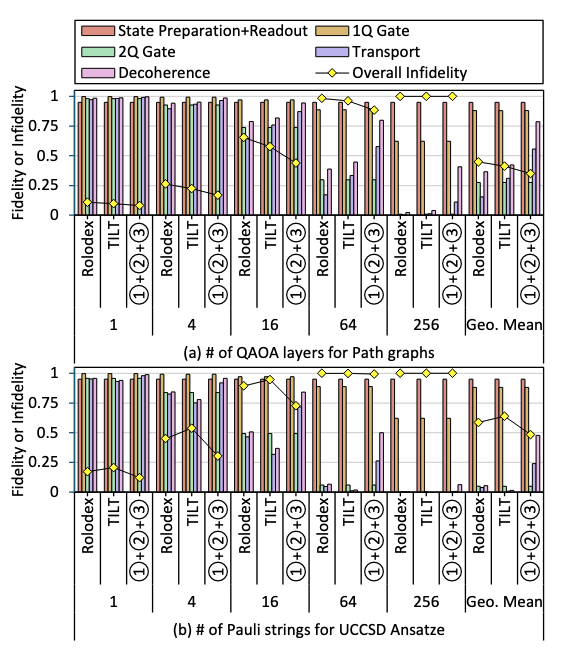 State Preparation+Readout 1Q Gate
2Q Gate Transport
Decoherence Overall Infidelity
Fidelity or Infidelity
1
0.75
0.5
0.25
0
Rolodex TILT ①+②+③ Rolodex TILT ①+②+③ Rolodex TILT ①+②+③ Rolodex TILT ①+②+③ Rolodex TILT ①+②+③ Rolodex TILT ①+②+③
1 4 16 64 256 Geo. Mean
(a) # of QAOA layers for Path graphs
Fidelity or Infidelity
1
0.75
0.5
0.25
0
Rolodex TILT ①+②+③ Rolodex TILT ①+②+③ Rolodex TILT ①+②+③ Rolodex TILT ①+②+③ Rolodex TILT ①+②+③ Rolodex TILT ①+②+③
1 4 16 64 256 Geo. Mean
(b) # of Pauli strings for UCCSD Ansatze